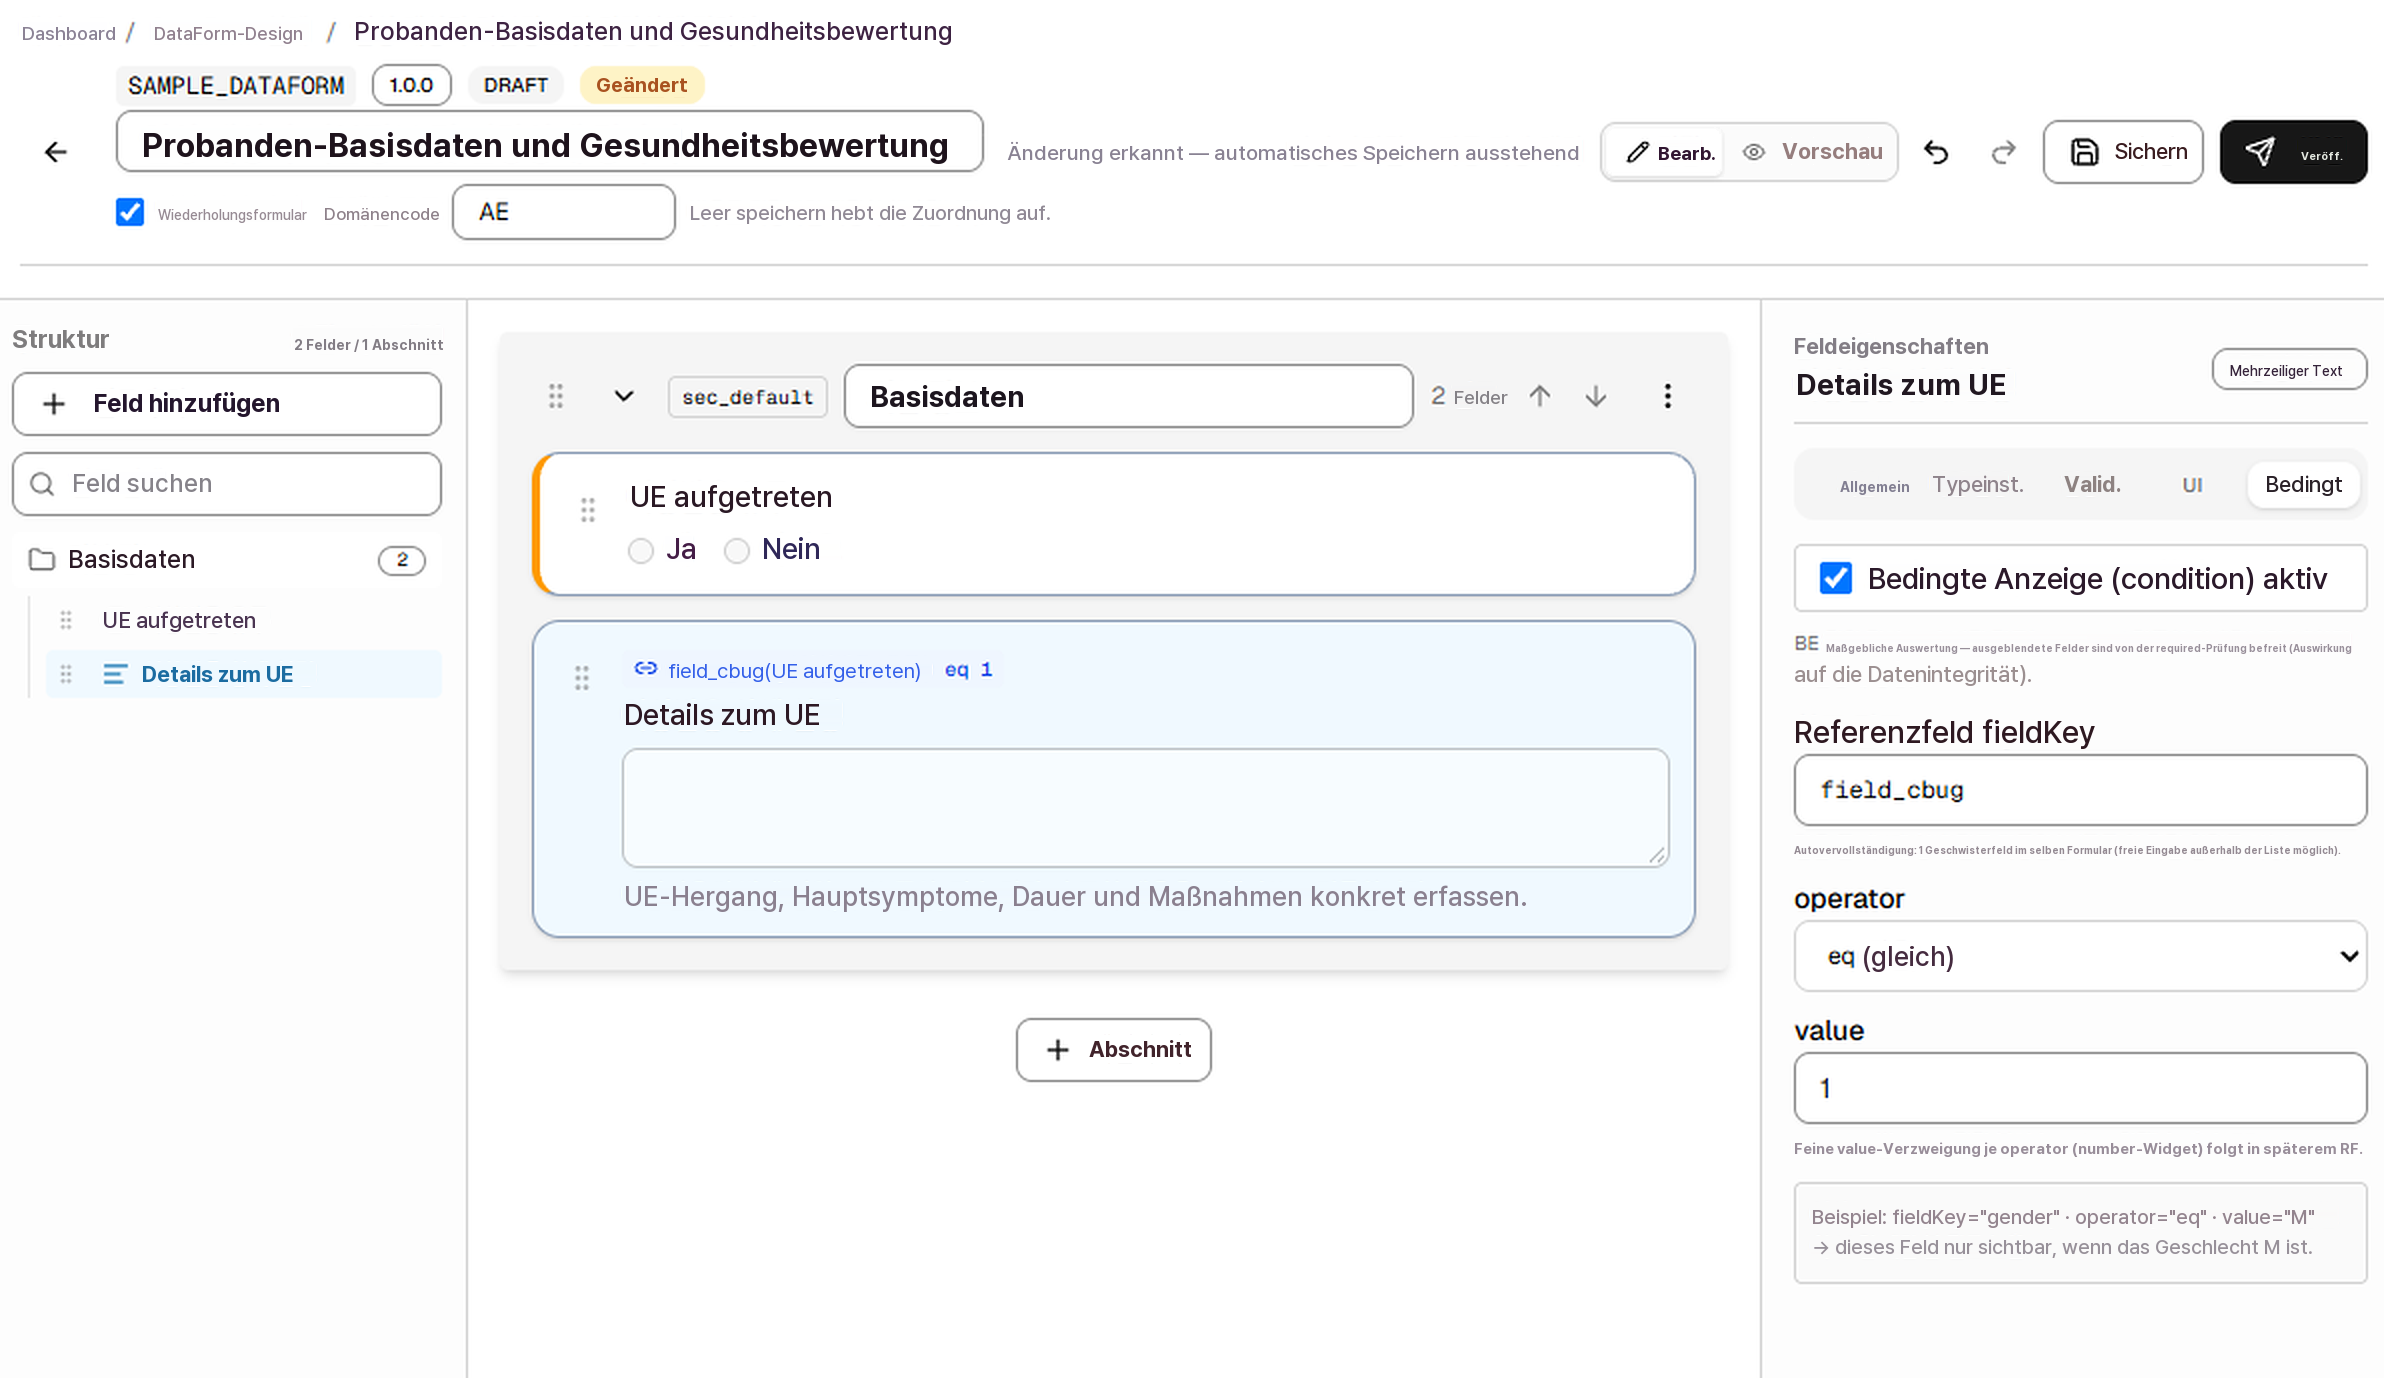 Dashboard / DataForm-Design / Probanden-Basisdaten und Gesundheitsbewertung
SAMPLE_DATAFORM 1.0.0 DRAFT Geändert
Probanden-Basisdaten und Gesundheitsbewertung Änderung erkannt — automatisches Speichern ausstehend Bearb. Vorschau Sichern Veröff.
Wiederholungsformular Domänencode AE Leer speichern hebt die Zuordnung auf.
Struktur 2 Felder / 1 Abschnitt
Feld hinzufügen
Feld suchen
Basisdaten 2
UE aufgetreten
Details zum UE
sec_default Basisdaten 2 Felder
UE aufgetreten
Ja Nein
field_cbug(UE aufgetreten) eq 1
Details zum UE
UE-Hergang, Hauptsymptome, Dauer und Maßnahmen konkret erfassen.
Abschnitt
Feldeigenschaften
Details zum UE Mehrzeiliger Text
Allgemein Typeinst. Valid. UI Bedingt
Bedingte Anzeige (condition) aktiv
BE Maßgebliche Auswertung — ausgeblendete Felder sind von der required-Prüfung befreit (Auswirkung
auf die Datenintegrität).
Referenzfeld fieldKey
field_cbug
Autovervollständigung: 1 Geschwisterfeld im selben Formular (freie Eingabe außerhalb der Liste möglich).
operator
eq (gleich)
value
1
Feine value-Verzweigung je operator (number-Widget) folgt in späterem RF.
Beispiel: fieldKey="gender" · operator="eq" · value="M"
→ dieses Feld nur sichtbar, wenn das Geschlecht M ist.